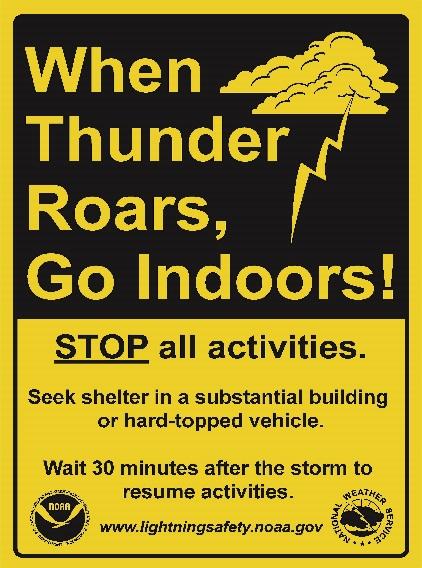 When
Thunder
Roars,
Go Indoors!
STOP all activities.
Seek shelter in a substantial building
or hard-topped vehicle.
Wait 30 minutes after the storm to
resume activities.
NOAA
www.lightningsafety.noaa.gov
NATIONAL WEATHER SERVICE